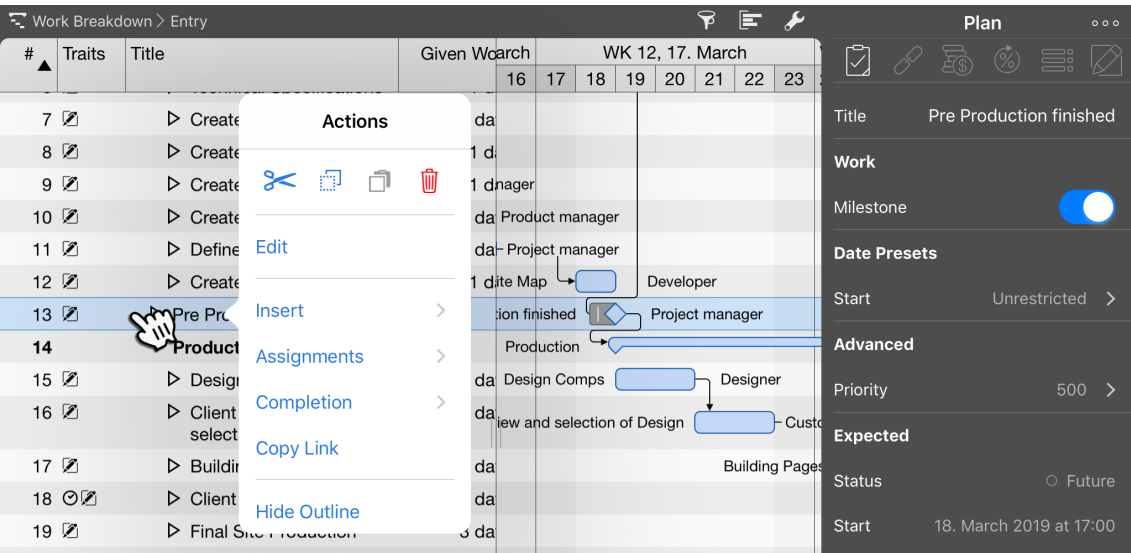 Work Breakdown > Entry
Plan
# Traits Title Given Wo
arch WK 12, 17. March
16 17 18 19 20 21 22 23
7 Create da
8 Create 1 d
9 Create 1 d nager
10 Create da Product manager
11 Define da Project manager
12 Create 1 d ite Map Developer
13 Pre Pro ion finished Project manager
14 Product Production
15 Design da Design Comps Designer
16 Client da iew and selection of Design Custo
select
17 Buildin da Building Pages
18 Client da
19 Final Site Production 3 da
Actions
Edit
Insert
Assignments
Completion
Copy Link
Hide Outline
Title Pre Production finished
Work
Milestone
Date Presets
Start Unrestricted
Advanced
Priority 500
Expected
Status Future
Start 18. March 2019 at 17:00